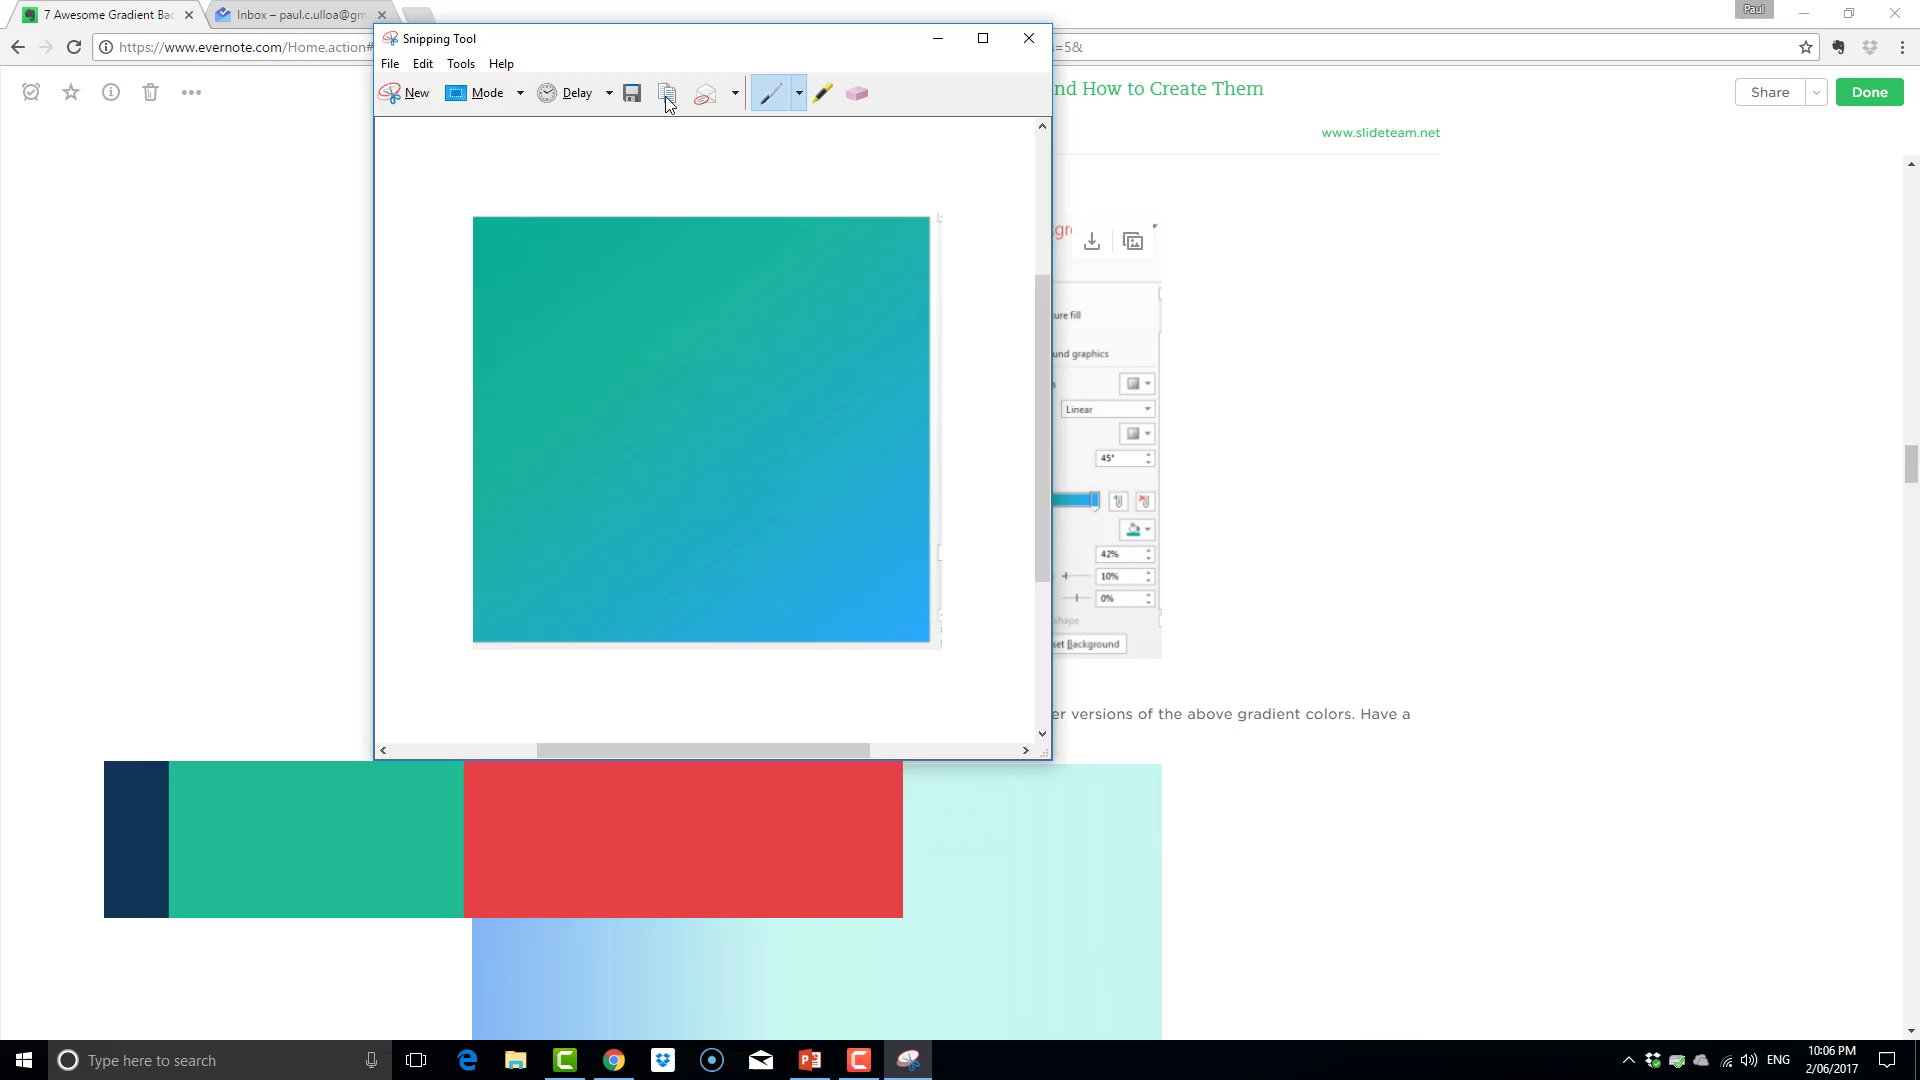 7 Awesome Gradient Bac
Inbox – paul.c.ulloa@gm
Paul
https://www.evernote.com/Home.action#
=5&
Snipping Tool
File Edit Tools Help
New Mode Delay
nd How to Create Them
Share
Done
www.slideteam.net
ure fill
und graphics
Linear
45°
42%
10%
0%
shape
set Background
er versions of the above gradient colors. Have a
Type here to search
ENG
10:06 PM
2/06/2017